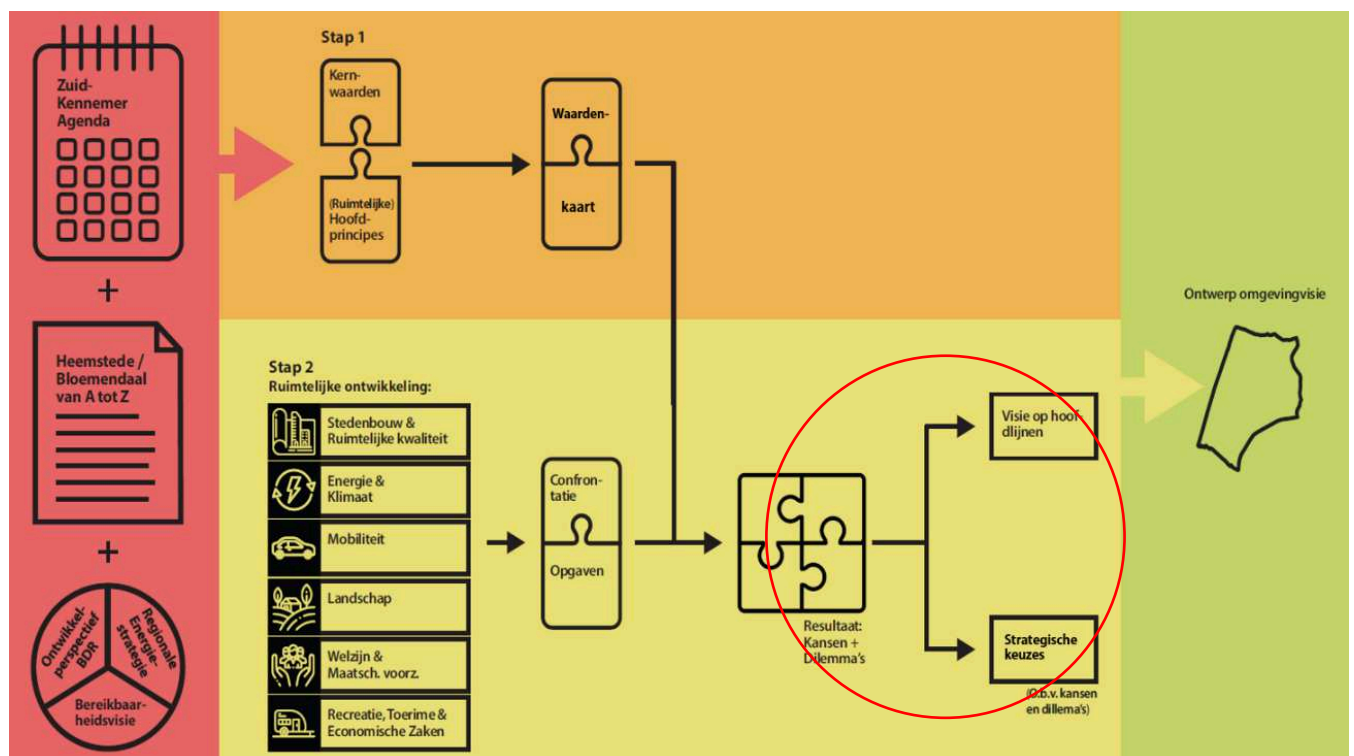 Zuid-
Kennemer
Agenda
+
Heemstede /
Bloemendaal
van A tot Z
+
Ontwikkel-
perspectief
BDR
Regionale
Energie-
strategie
Bereikbaar-
heidsvisie
Stap 1
Kern-
waarden
(Ruimtelijke)
Hoofd-
principes
Waarden-
kaart
Stap 2
Ruimtelijke ontwikkeling:
Stedenbouw &
Ruimtelijke kwaliteit
Energie &
Klimaat
Mobiliteit
Landschap
Welzijn &
Maatsch. voorz.
Recreatie, Toerime &
Economische Zaken
Confron-
tatie
Opgaven
Resultaat:
Kansen +
Dilemma's
Visie op hoof-
dlijnen
Strategische
keuzes
(O.b.v. kansen
en dillema's)
Ontwerp omgevingvisie